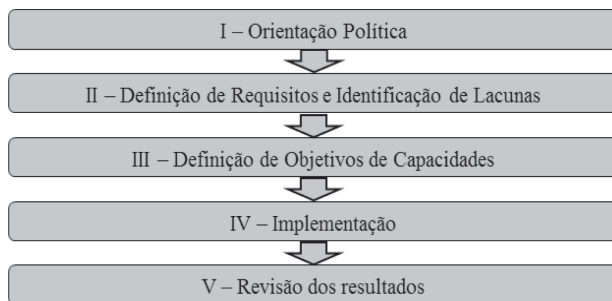 I – Orientação Política
II – Definição de Requisitos e Identificação de Lacunas
III – Definição de Objetivos de Capacidades
IV – Implementação
V – Revisão dos resultados